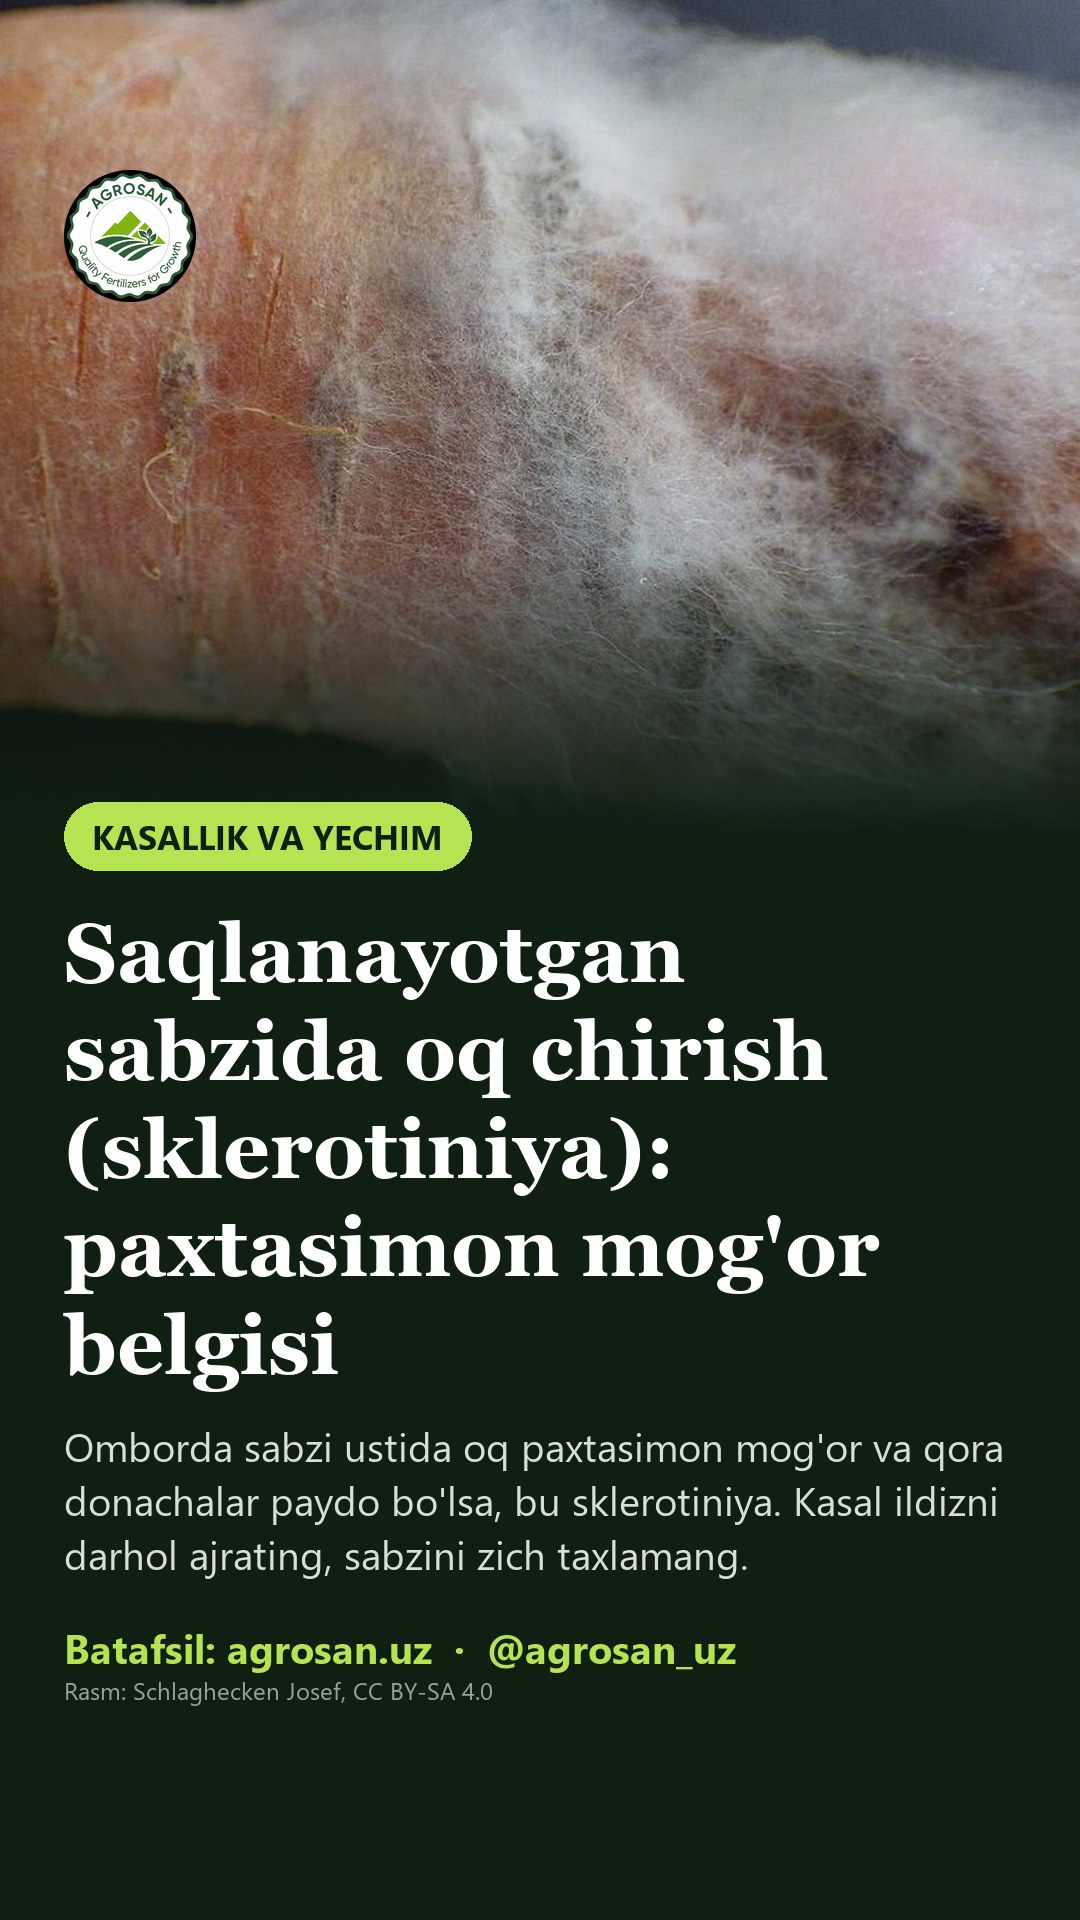 - AGROSAN -
Quality Fertilizers for Growth
KASALLIK VA YECHIM
Saqlanayotgan
sabzida oq chirish
(sklerotiniya):
paxtasimon mog'or
belgisi
Omborda sabzi ustida oq paxtasimon mog'or va qora
donachalar paydo bo'lsa, bu sklerotiniya. Kasal ildizni
darhol ajrating, sabzini zich taxlamang.
Batafsil: agrosan.uz · @agrosan_uz
Rasm: Schlaghecken Josef, CC BY-SA 4.0